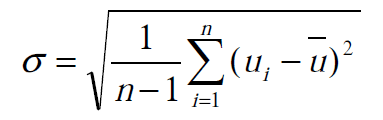 σ = √(1/(n−1) ∑_{i=1}^{n} (u_i − u̅)²)